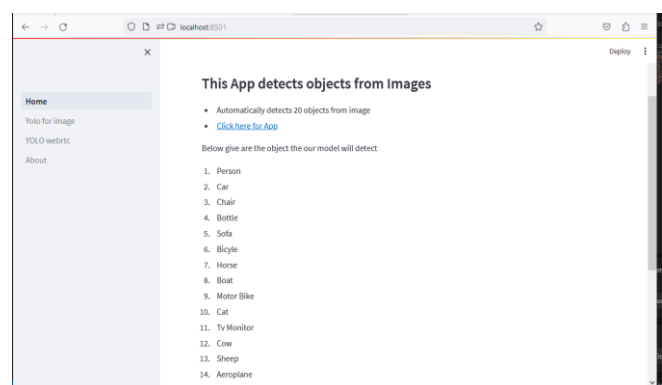 localhost:8501
Deploy
Home
Yolo for image
YOLO webrtc
About
This App detects objects from Images
Automatically detects 20 objects from image
Click here for App
Below give are the object the our model will detect
1. Person
2. Car
3. Chair
4. Bottle
5. Sofa
6. Bicyle
7. Horse
8. Boat
9. Motor Bike
10. Cat
11. Tv Monitor
12. Cow
13. Sheep
14. Aeroplane